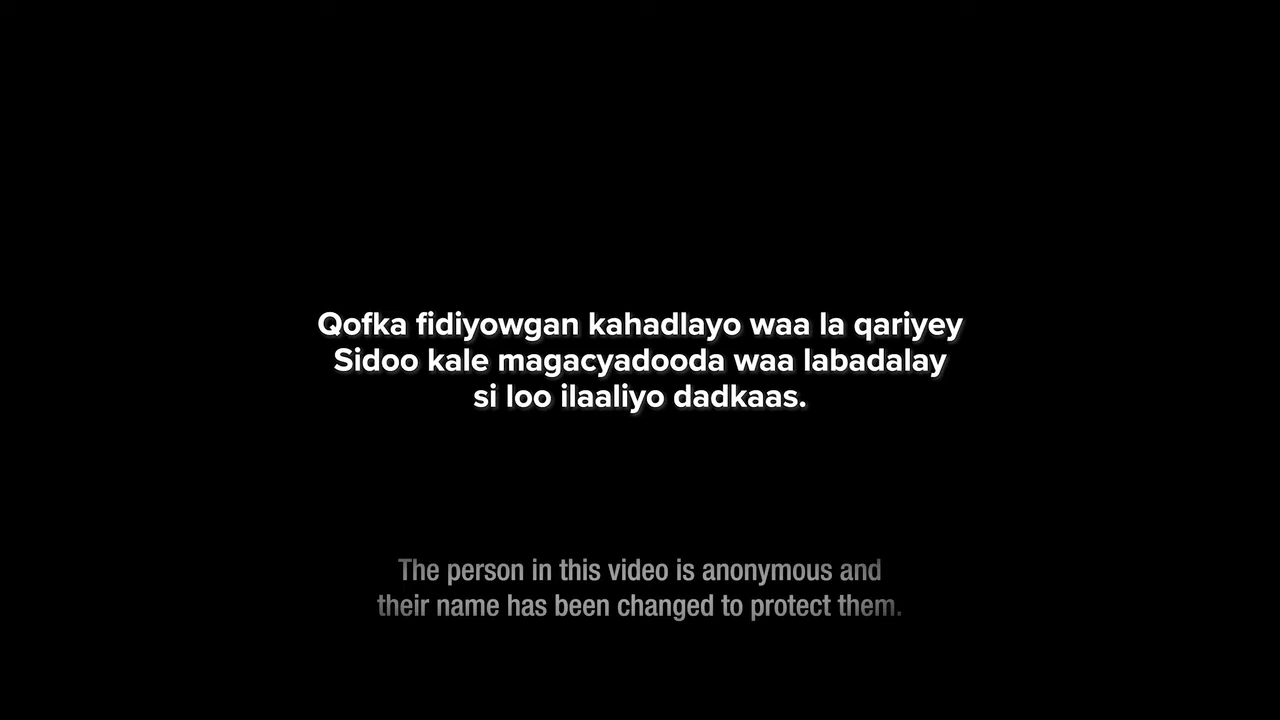 Qofka fidiyowgan kahadlayo waa la qariyey
Sidoo kale magacyadooda waa labadalay
si loo ilaaliyo dadkaas.
The person in this video is anonymous and
their name has been changed to protect them.